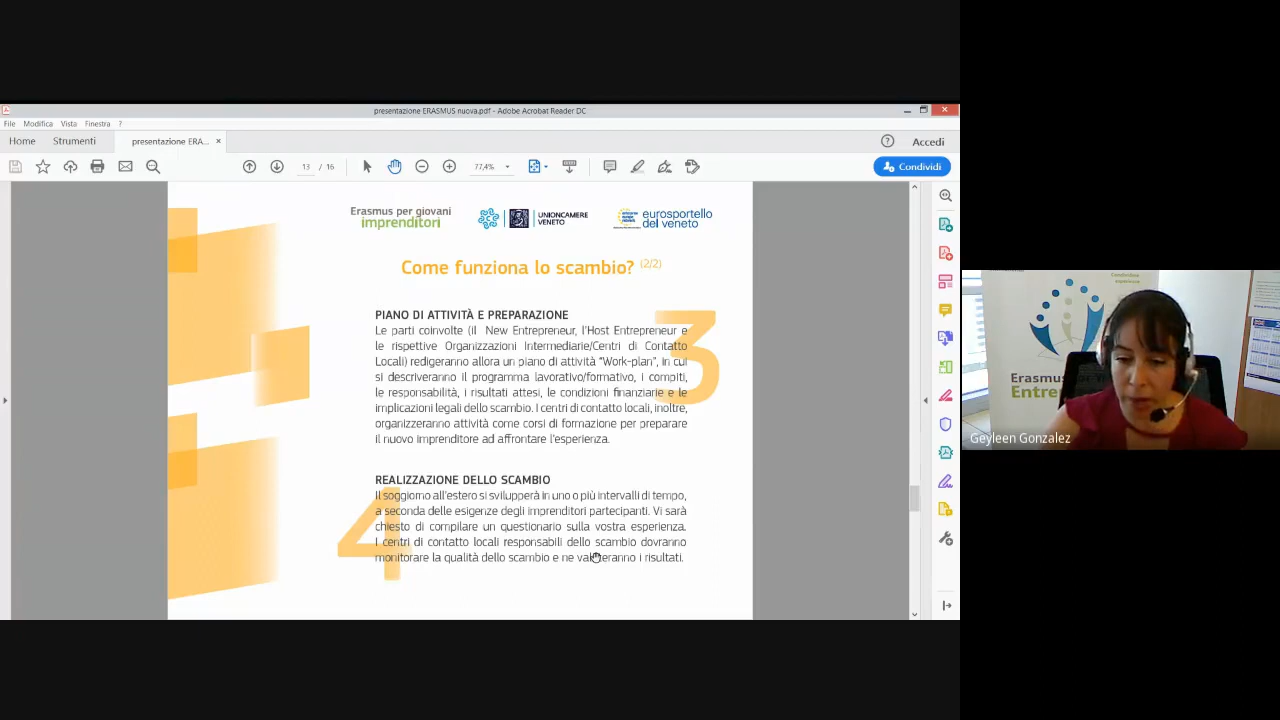 presentazione ERASMUS nuova.pdf - Adobe Acrobat Reader DC
File Modifica Vista Finestra ?
Home Strumenti presentazione ERA... × Accedi
13 / 16 77,4% Condividi
Erasmus per giovani
imprenditori
UNIONCAMERE
VENETO
eurosportello
del veneto
Come funziona lo scambio? (2/2)
3
PIANO DI ATTIVITÀ E PREPARAZIONE
Le parti coinvolte (il New Entrepreneur, l'Host Entrepreneur e
le rispettive Organizzazioni Intermediarie/Centri di Contatto
Locali) redigeranno allora un piano di attività "Work-plan", in cui
si descriveranno il programma lavorativo/formativo, i compiti,
le responsabilità, i risultati attesi, le condizioni finanziarie e le
implicazioni legali dello scambio. I centri di contatto locali, inoltre,
organizzeranno attività come corsi di formazione per preparare
il nuovo imprenditore ad affrontare l'esperienza.
4
REALIZZAZIONE DELLO SCAMBIO
Il soggiorno all'estero si svilupperà in uno o più intervalli di tempo,
a seconda delle esigenze degli imprenditori partecipanti. Vi sarà
chiesto di compilare un questionario sulla vostra esperienza.
I centri di contatto locali responsabili dello scambio dovranno
monitorare la qualità dello scambio e ne valuteranno i risultati.
Erasmus
Entrep
Geyleen Gonzalez